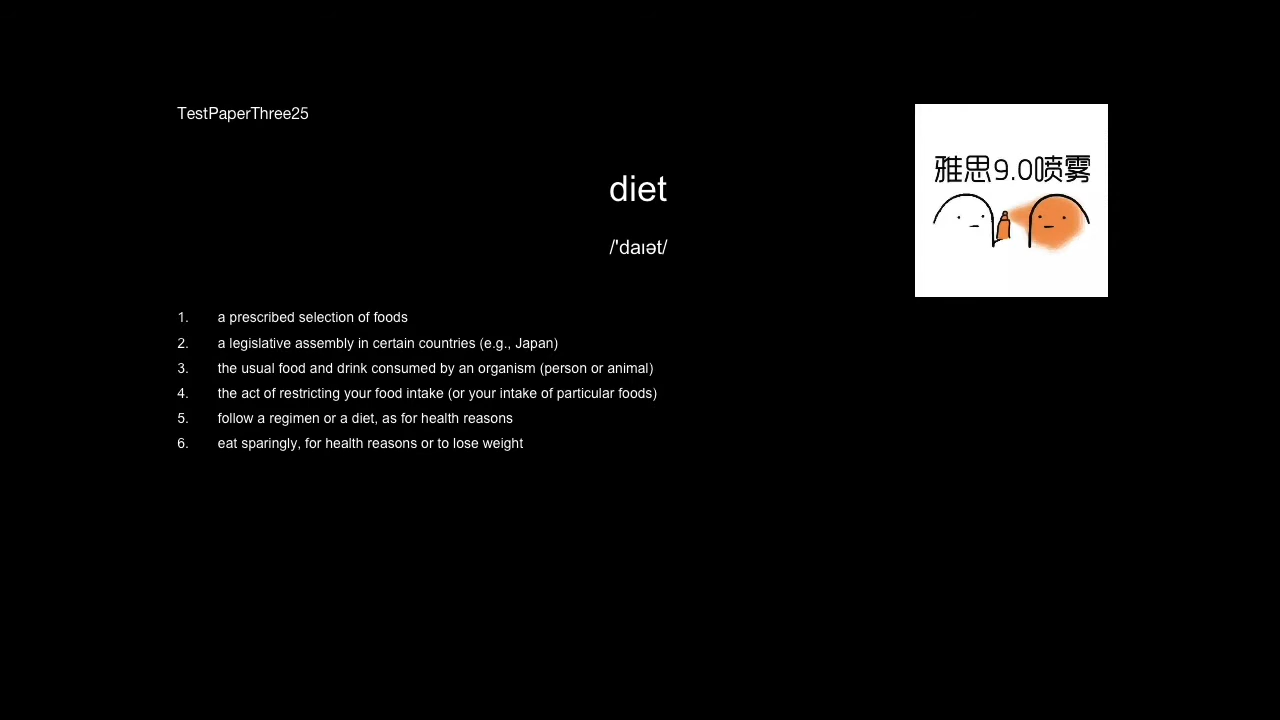 TestPaperThree25
雅思9.0喷雾
diet
/'daɪət/
1. a prescribed selection of foods
2. a legislative assembly in certain countries (e.g., Japan)
3. the usual food and drink consumed by an organism (person or animal)
4. the act of restricting your food intake (or your intake of particular foods)
5. follow a regimen or a diet, as for health reasons
6. eat sparingly, for health reasons or to lose weight